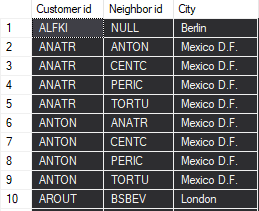 Customer id Neighbor id City
1 ALFKI NULL Berlin
2 ANATR ANTON Mexico D.F.
3 ANATR CENTC Mexico D.F.
4 ANATR PERIC Mexico D.F.
5 ANATR TORTU Mexico D.F.
6 ANTON ANATR Mexico D.F.
7 ANTON CENTC Mexico D.F.
8 ANTON PERIC Mexico D.F.
9 ANTON TORTU Mexico D.F.
10 AROUT BSBEV London